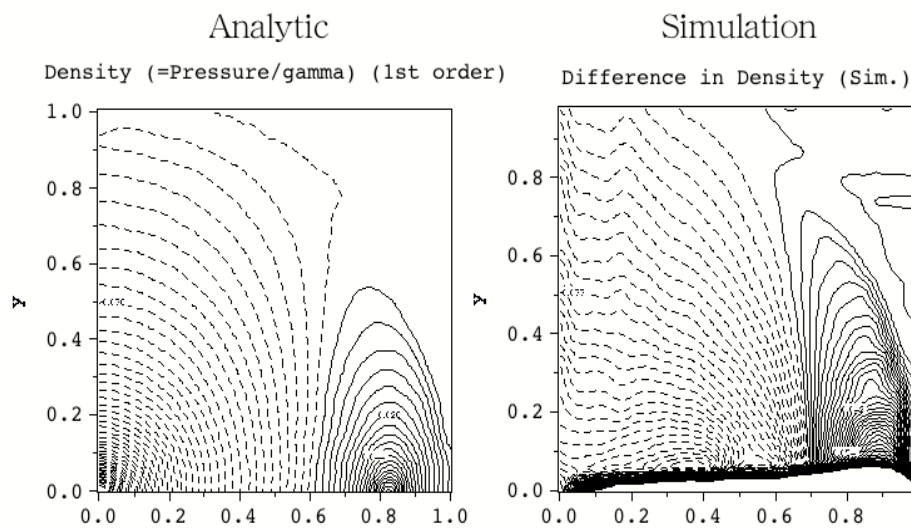 Analytic
Simulation
Density (=Pressure/gamma) (1st order)
Difference in Density (Sim.)
1.0
0.8
0.6
0.4
0.2
0.0
y
0.0 0.2 0.4 0.6 0.8 1.0
0.8
0.6
0.4
0.2
0.0
y
0.0 0.2 0.4 0.6 0.8